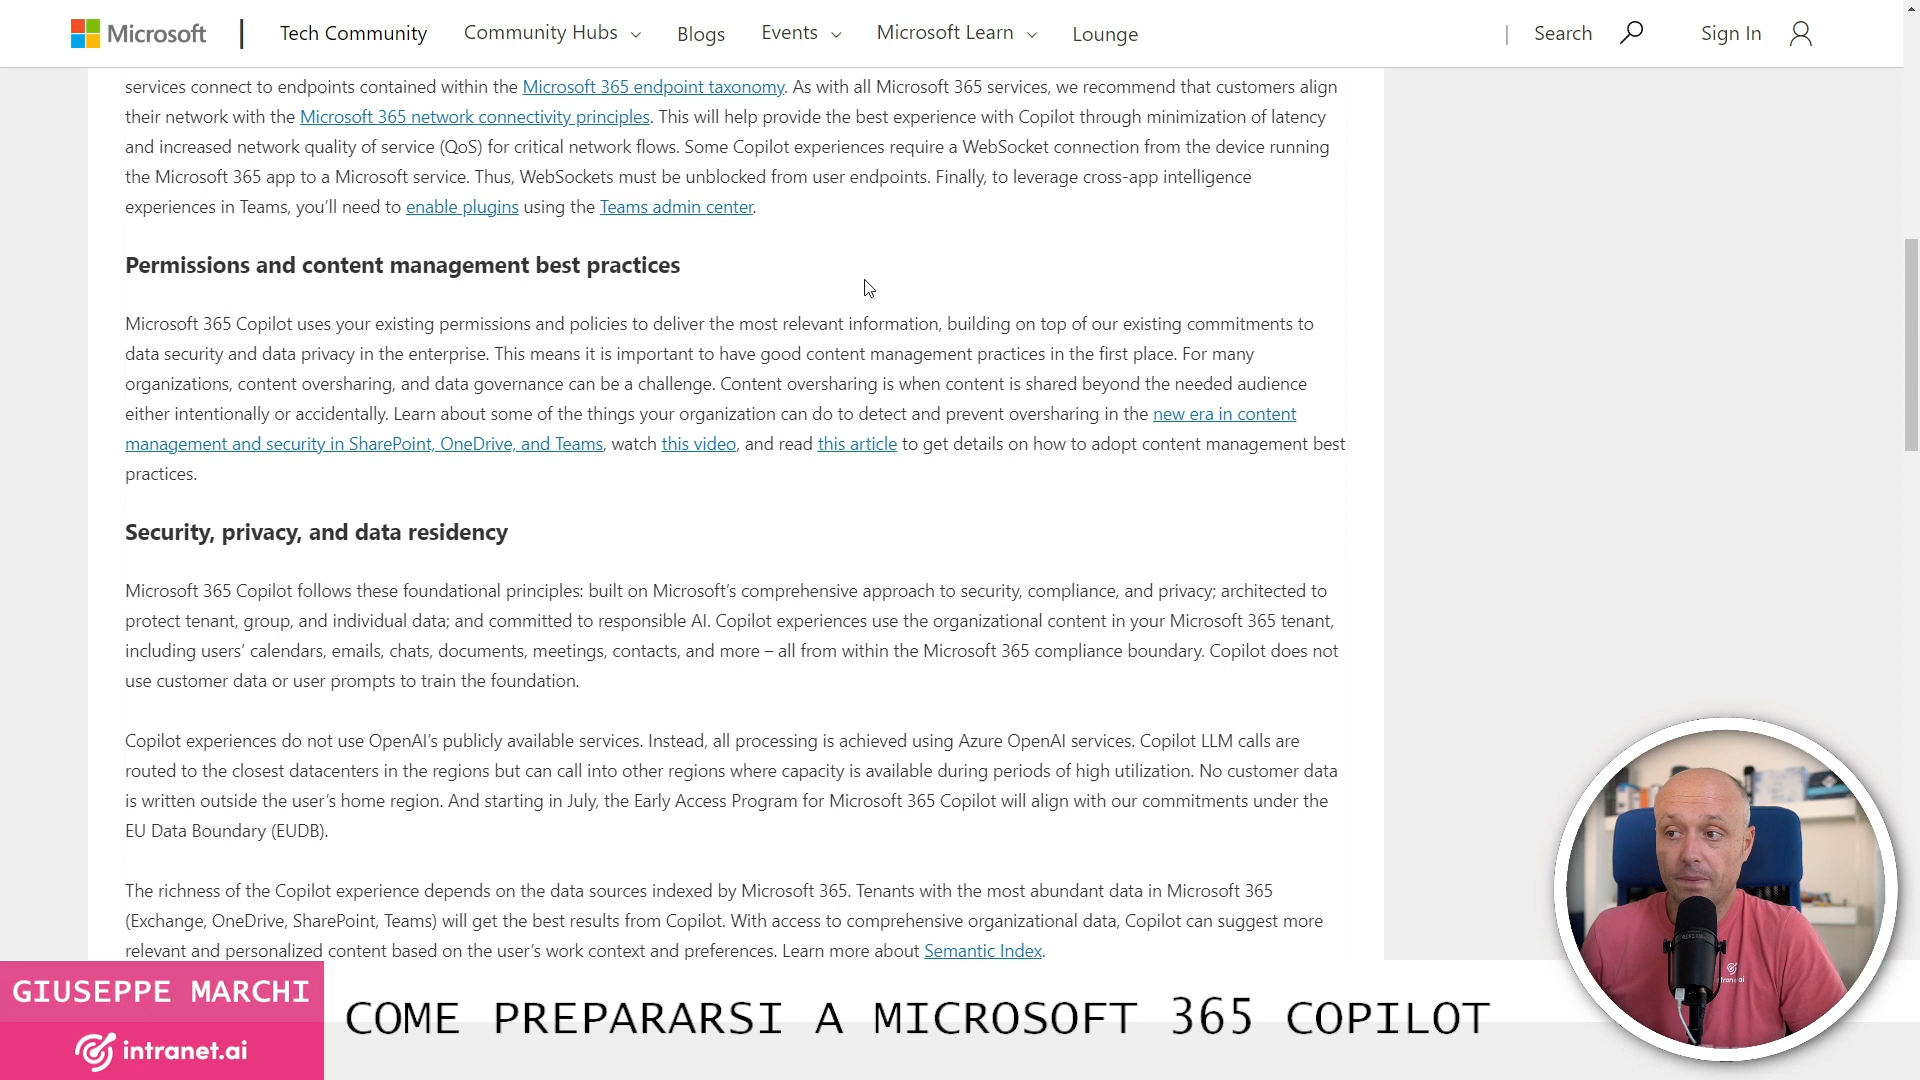 Microsoft | Tech Community Community Hubs Blogs Events Microsoft Learn Lounge | Search Sign In
services connect to endpoints contained within the Microsoft 365 endpoint taxonomy. As with all Microsoft 365 services, we recommend that customers align
their network with the Microsoft 365 network connectivity principles. This will help provide the best experience with Copilot through minimization of latency
and increased network quality of service (QoS) for critical network flows. Some Copilot experiences require a WebSocket connection from the device running
the Microsoft 365 app to a Microsoft service. Thus, WebSockets must be unblocked from user endpoints. Finally, to leverage cross-app intelligence
experiences in Teams, you’ll need to enable plugins using the Teams admin center.
Permissions and content management best practices
Microsoft 365 Copilot uses your existing permissions and policies to deliver the most relevant information, building on top of our existing commitments to
data security and data privacy in the enterprise. This means it is important to have good content management practices in the first place. For many
organizations, content oversharing, and data governance can be a challenge. Content oversharing is when content is shared beyond the needed audience
either intentionally or accidentally. Learn about some of the things your organization can do to detect and prevent oversharing in the new era in content
management and security in SharePoint, OneDrive, and Teams, watch this video, and read this article to get details on how to adopt content management best
practices.
Security, privacy, and data residency
Microsoft 365 Copilot follows these foundational principles: built on Microsoft’s comprehensive approach to security, compliance, and privacy; architected to
protect tenant, group, and individual data; and committed to responsible AI. Copilot experiences use the organizational content in your Microsoft 365 tenant,
including users’ calendars, emails, chats, documents, meetings, contacts, and more – all from within the Microsoft 365 compliance boundary. Copilot does not
use customer data or user prompts to train the foundation.
Copilot experiences do not use OpenAI’s publicly available services. Instead, all processing is achieved using Azure OpenAI services. Copilot LLM calls are
routed to the closest datacenters in the regions but can call into other regions where capacity is available during periods of high utilization. No customer data
is written outside the user’s home region. And starting in July, the Early Access Program for Microsoft 365 Copilot will align with our commitments under the
EU Data Boundary (EUDB).
The richness of the Copilot experience depends on the data sources indexed by Microsoft 365. Tenants with the most abundant data in Microsoft 365
(Exchange, OneDrive, SharePoint, Teams) will get the best results from Copilot. With access to comprehensive organizational data, Copilot can suggest more
relevant and personalized content based on the user’s work context and preferences. Learn more about Semantic Index.
GIUSEPPE MARCHI
intranet.ai
COME PREPARARSI A MICROSOFT 365 COPILOT